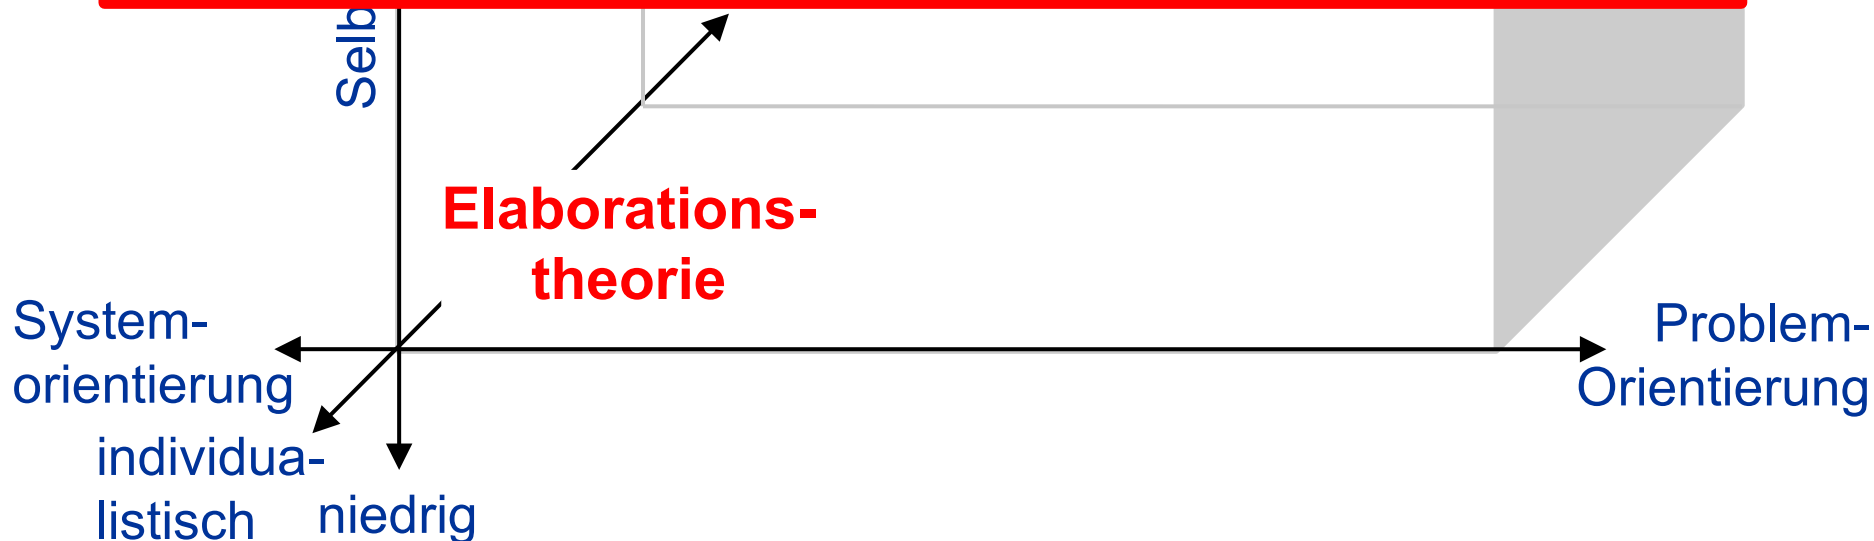 Selb
Elaborations-
theorie
System-
orientierung
Problem-
Orientierung
individua-
listisch
niedrig